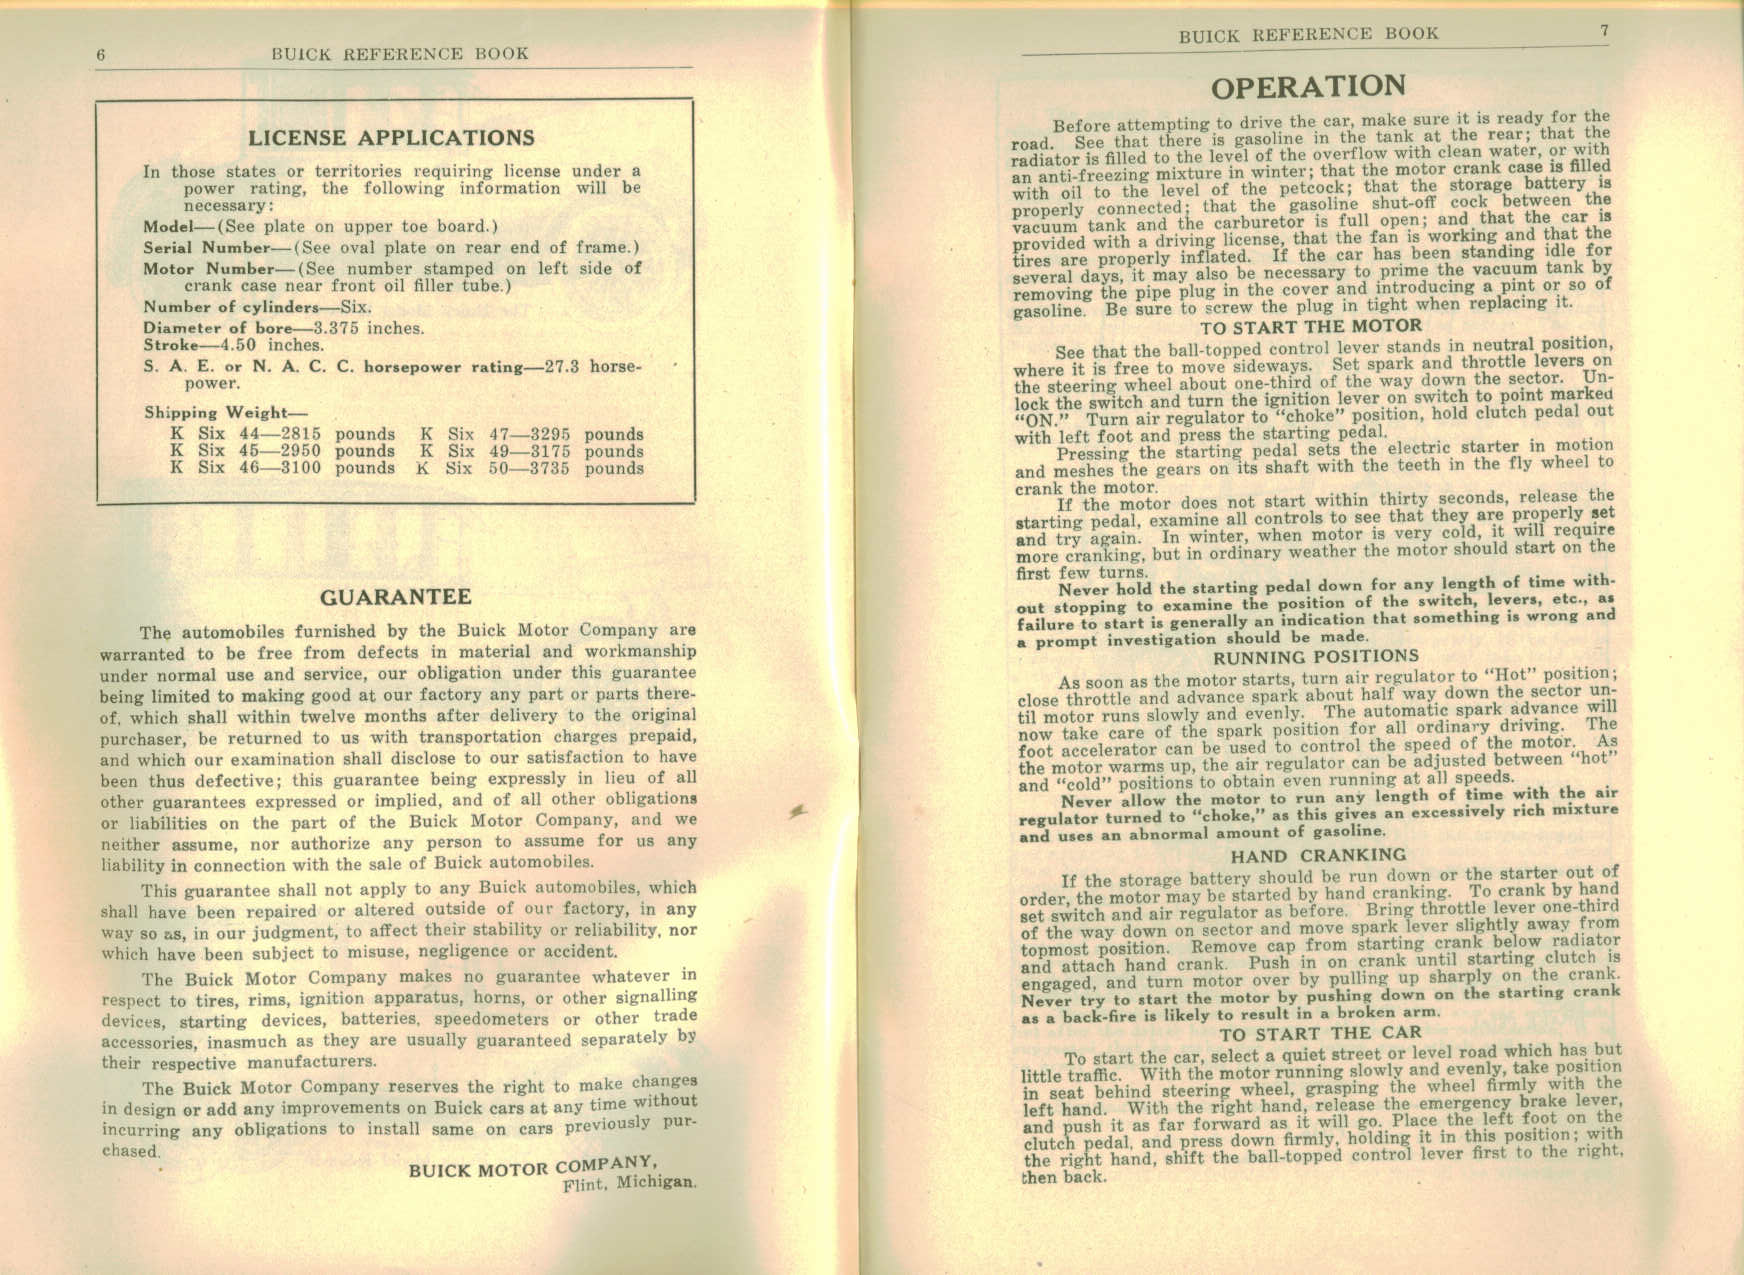 6 BUICK REFERENCE BOOK
LICENSE APPLICATIONS
In those states or territories requiring license under a
power rating, the following information will be
necessary:
Model—(See plate on upper toe board.)
Serial Number—(See oval plate on rear end of frame.)
Motor Number—(See number stamped on left side of
crank case near front oil filler tube.)
Number of cylinders—Six.
Diameter of bore—3.375 inches.
Stroke—4.50 inches.
S. A. E. or N. A. C. C. horsepower rating—27.3 horse-
power.
Shipping Weight—
K Six 44—2815 pounds K Six 47—3295 pounds
K Six 45—2950 pounds K Six 49—3175 pounds
K Six 46—3100 pounds K Six 50—3735 pounds
GUARANTEE
The automobiles furnished by the Buick Motor Company are
warranted to be free from defects in material and workmanship
under normal use and service, our obligation under this guarantee
being limited to making good at our factory any part or parts there-
of, which shall within twelve months after delivery to the original
purchaser, be returned to us with transportation charges prepaid,
and which our examination shall disclose to our satisfaction to have
been thus defective; this guarantee being expressly in lieu of all
other guarantees expressed or implied, and of all other obligations
or liabilities on the part of the Buick Motor Company, and we
neither assume, nor authorize any person to assume for us any
liability in connection with the sale of Buick automobiles.
This guarantee shall not apply to any Buick automobiles, which
shall have been repaired or altered outside of our factory, in any
way so as, in our judgment, to affect their stability or reliability, nor
which have been subject to misuse, negligence or accident.
The Buick Motor Company makes no guarantee whatever in
respect to tires, rims, ignition apparatus, horns, or other signalling
devices, starting devices, batteries, speedometers or other trade
accessories, inasmuch as they are usually guaranteed separately by
their respective manufacturers.
The Buick Motor Company reserves the right to make changes
in design or add any improvements on Buick cars at any time without
incurring any obligations to install same on cars previously pur-
chased.
BUICK MOTOR COMPANY,
Flint, Michigan.
BUICK REFERENCE BOOK 7
OPERATION
Before attempting to drive the car, make sure it is ready for the
road. See that there is gasoline in the tank at the rear; that the
radiator is filled to the level of the overflow with clean water, or with
an anti-freezing mixture in winter; that the motor crank case is filled
with oil to the level of the petcock; that the storage battery is
properly connected; that the gasoline shut-off cock between the
vacuum tank and the carburetor is full open; and that the car is
provided with a driving license, that the fan is working and that the
tires are properly inflated. If the car has been standing idle for
several days, it may also be necessary to prime the vacuum tank by
removing the pipe plug in the cover and introducing a pint or so of
gasoline. Be sure to screw the plug in tight when replacing it.
TO START THE MOTOR
See that the ball-topped control lever stands in neutral position,
where it is free to move sideways. Set spark and throttle levers on
the steering wheel about one-third of the way down the sector. Un-
lock the switch and turn the ignition lever on switch to point marked
"ON." Turn air regulator to "choke" position, hold clutch pedal out
with left foot and press the starting pedal.
Pressing the starting pedal sets the electric starter in motion
and meshes the gears on its shaft with the teeth in the fly wheel to
crank the motor.
If the motor does not start within thirty seconds, release the
starting pedal, examine all controls to see that they are properly set
and try again. In winter, when motor is very cold, it will require
more cranking, but in ordinary weather the motor should start on the
first few turns.
Never hold the starting pedal down for any length of time with-
out stopping to examine the position of the switch, levers, etc., as
failure to start is generally an indication that something is wrong and
a prompt investigation should be made.
RUNNING POSITIONS
As soon as the motor starts, turn air regulator to "Hot" position;
close throttle and advance spark about half way down the sector un-
til motor runs slowly and evenly. The automatic spark advance will
now take care of the spark position for all ordinary driving. The
foot accelerator can be used to control the speed of the motor. As
the motor warms up, the air regulator can be adjusted between "hot"
and "cold" positions to obtain even running at all speeds.
Never allow the motor to run any length of time with the air
regulator turned to "choke," as this gives an excessively rich mixture
and uses an abnormal amount of gasoline.
HAND CRANKING
If the storage battery should be run down or the starter out of
order, the motor may be started by hand cranking. To crank by hand
set switch and air regulator as before. Bring throttle lever one-third
of the way down on sector and move spark lever slightly away from
topmost position. Remove cap from starting crank below radiator
and attach hand crank. Push in on crank until starting clutch is
engaged, and turn motor over by pulling up sharply on the crank.
Never try to start the motor by pushing down on the starting crank
as a back-fire is likely to result in a broken arm.
TO START THE CAR
To start the car, select a quiet street or level road which has but
little traffic. With the motor running slowly and evenly, take position
in seat behind steering wheel, grasping the wheel firmly with the
left hand. With the right hand, release the emergency brake lever,
and push it as far forward as it will go. Place the left foot on the
clutch pedal, and press down firmly, holding it in this position; with
the right hand, shift the ball-topped control lever first to the right,
then back.